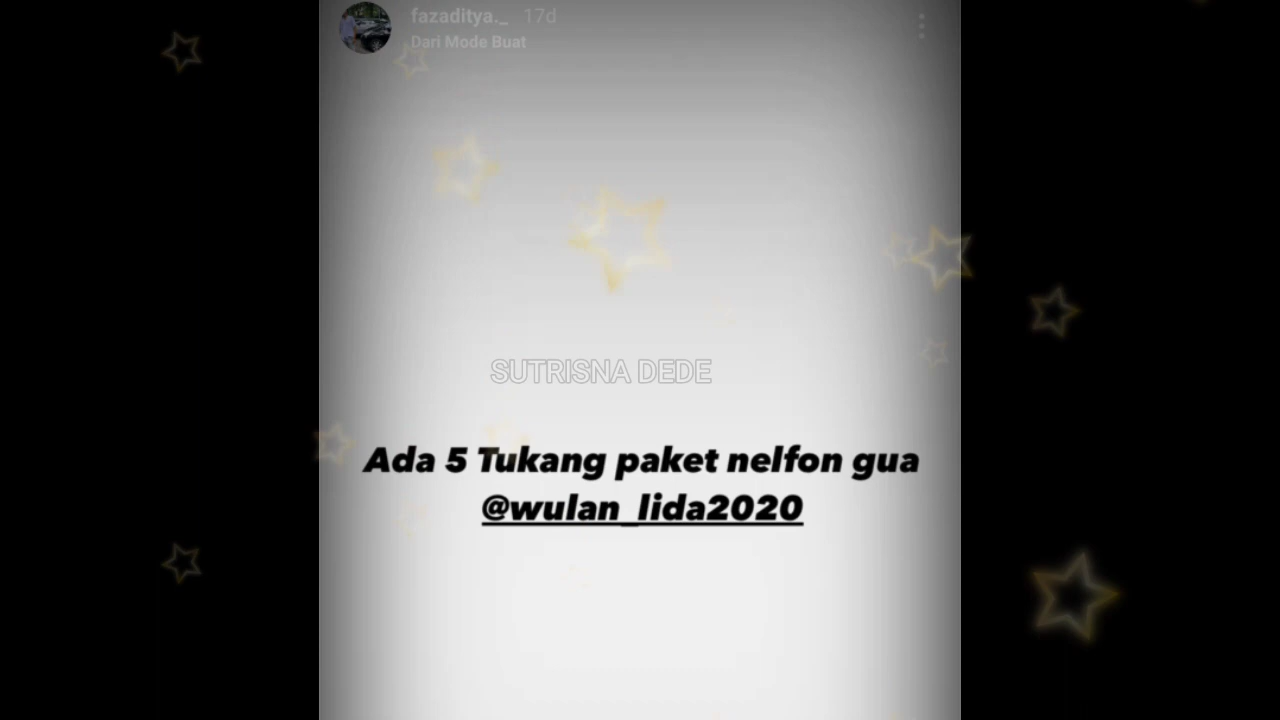 fazaditya._ 17d
Dari Mode Buat
SUTRISNA DEDE
Ada 5 Tukang paket nelfon gua
@wulan_lida2020